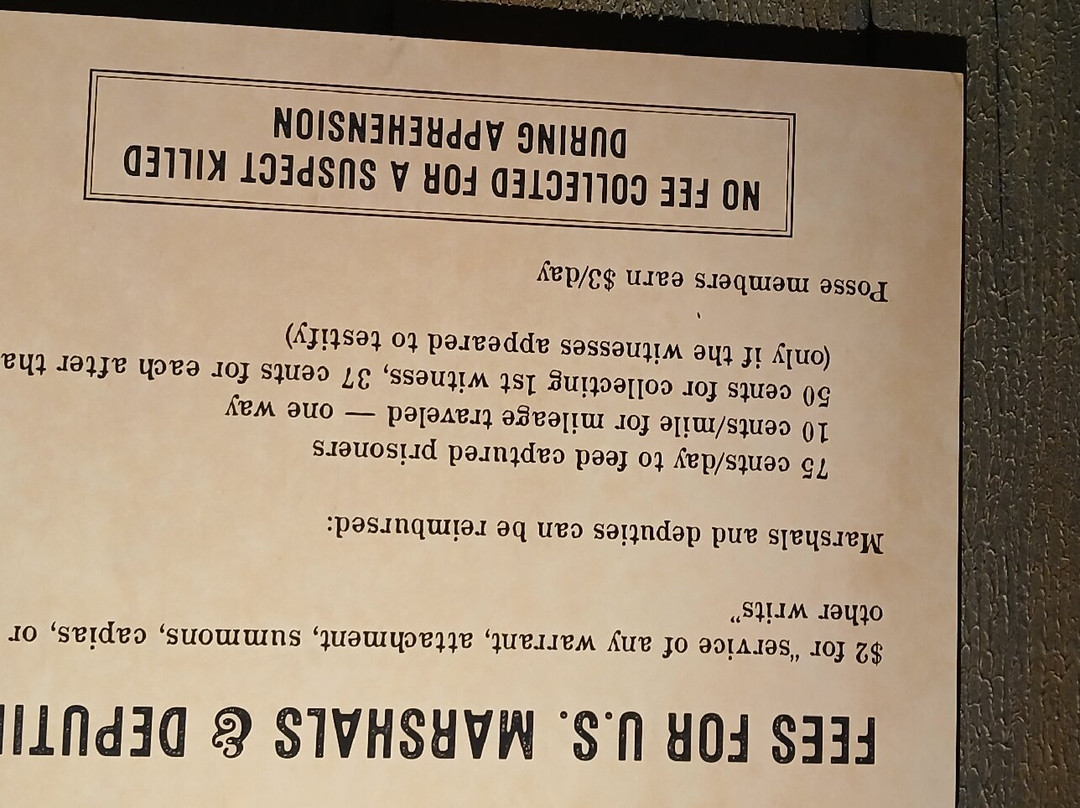 FEES FOR U.S. MARSHALS & DEPUTI
$2 for "service of any warrant, attachment, summons, capias, or
other writs"
Marshals and deputies can be reimbursed:
75 cents/day to feed captured prisoners
10 cents/mile for mileage traveled — one way
50 cents for collecting 1st witness, 37 cents for each after tha
(only if the witnesses appeared to testify)
Posse members earn $3/day
NO FEE COLLECTED FOR A SUSPECT KILLED
DURING APPREHENSION